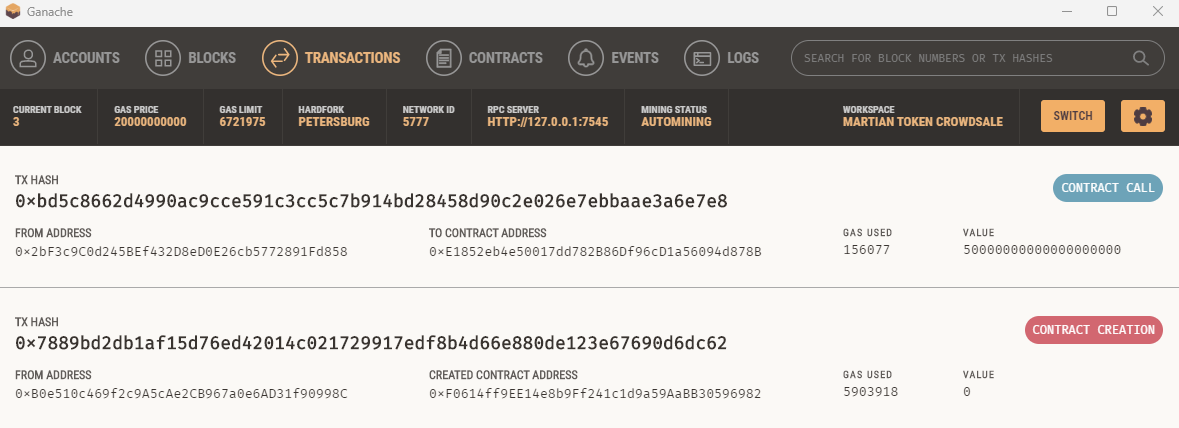 Ganache
ACCOUNTS BLOCKS TRANSACTIONS CONTRACTS EVENTS LOGS SEARCH FOR BLOCK NUMBERS OR TX HASHES
CURRENT BLOCK GAS PRICE GAS LIMIT HARDFORK NETWORK ID RPC SERVER MINING STATUS WORKSPACE
3 20000000000 6721975 PETERSBURG 5777 HTTP://127.0.0.1:7545 AUTOMINING MARTIAN TOKEN CROWDSALE SWITCH
TX HASH
0×bd5c8662d4990ac9cce591c3cc5c7b914bd28458d90c2e026e7ebbaae3a6e7e8 CONTRACT CALL
FROM ADDRESS TO CONTRACT ADDRESS GAS USED VALUE
0×2bF3c9C0d245BEf432D8eD0E26cb5772891Fd858 0×E1852eb4e50017dd782B86Df96cD1a56094d878B 156077 50000000000000000000
TX HASH
0×7889bd2db1af15d76ed42014c021729917edf8b4d66e880de123e67690d6dc62 CONTRACT CREATION
FROM ADDRESS CREATED CONTRACT ADDRESS GAS USED VALUE
0×B0e510c469f2c9A5cAe2CB967a0e6AD31f90998C 0×F0614ff9EE14e8b9Ff241c1d9a59AaBB30596982 5903918 0